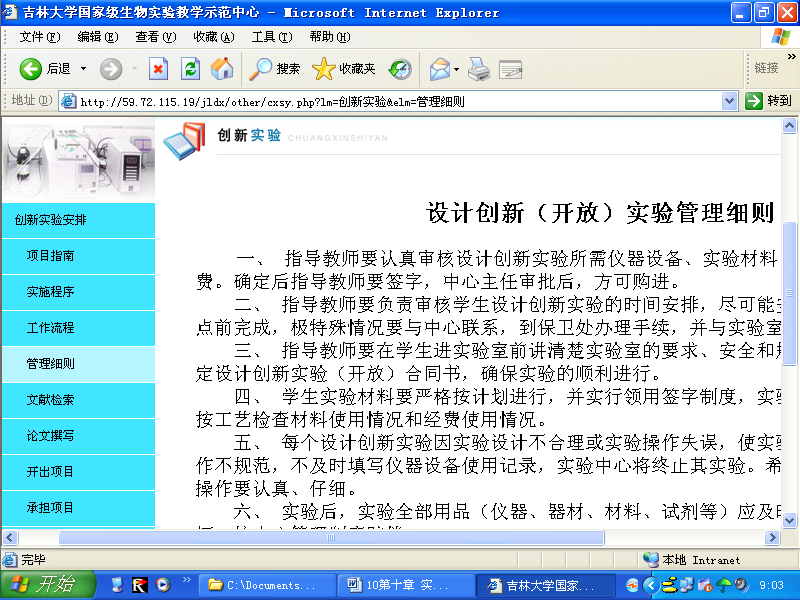 吉林大学国家级生物实验教学示范中心 - Microsoft Internet Explorer
文件(F) 编辑(E) 查看(V) 收藏(A) 工具(T) 帮助(H)
后退 搜索 收藏夹 链接 »
地址(D) http://59.72.115.19/jldx/other/cxsy.php?lm=创新实验&elm=管理细则 转到
创新实验 CHUANGXINSHIYAN
创新实验安排
项目指南
实施程序
工作流程
管理细则
文献检索
论文撰写
开出项目
承担项目
设计创新（开放）实验管理细则
一、 指导教师要认真审核设计创新实验所需仪器设备、实验材料
费。确定后指导教师要签字，中心主任审批后，方可购进。
二、 指导教师要负责审核学生设计创新实验的时间安排，尽可能
点前完成，极特殊情况要与中心联系，到保卫处办理手续，并与实验室
三、 指导教师要在学生进实验室前讲清楚实验室的要求、安全和
定设计创新实验（开放）合同书，确保实验的顺利进行。
四、 学生实验材料要严格按计划进行，并实行领用签字制度，实
按工艺检查材料使用情况和经费使用情况。
五、 每个设计创新实验因实验设计不合理或实验操作失误，使实
作不规范，不及时填写仪器设备使用记录，实验中心将终止其实验。希
操作要认真、仔细。
六、 实验后，实验全部用品（仪器、器材、材料、试剂等）应及
完毕 本地 Intranet
开始 » C:\Documents... 10第十章 实... 吉林大学国家... 9:03